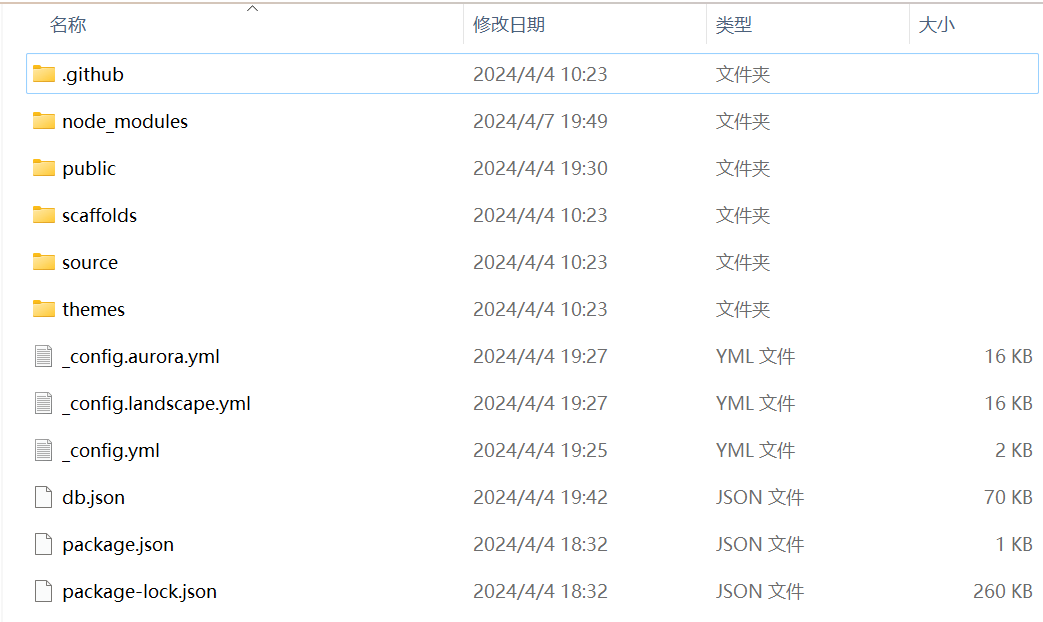 名称 修改日期 类型 大小
.github 2024/4/4 10:23 文件夹
node_modules 2024/4/7 19:49 文件夹
public 2024/4/4 19:30 文件夹
scaffolds 2024/4/4 10:23 文件夹
source 2024/4/4 10:23 文件夹
themes 2024/4/4 10:23 文件夹
_config.aurora.yml 2024/4/4 19:27 YML 文件 16 KB
_config.landscape.yml 2024/4/4 19:27 YML 文件 16 KB
_config.yml 2024/4/4 19:25 YML 文件 2 KB
db.json 2024/4/4 19:42 JSON 文件 70 KB
package.json 2024/4/4 18:32 JSON 文件 1 KB
package-lock.json 2024/4/4 18:32 JSON 文件 260 KB